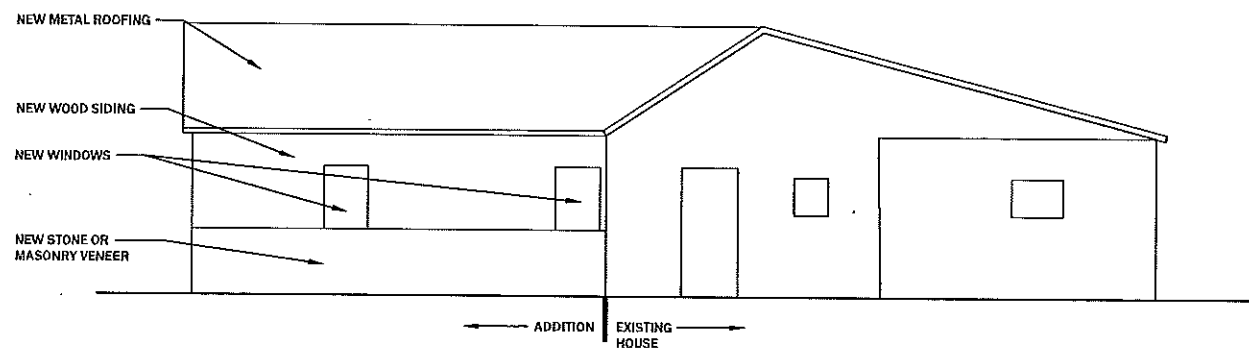 NEW METAL ROOFING
NEW WOOD SIDING
NEW WINDOWS
NEW STONE OR
MASONRY VENEER
ADDITION
EXISTING
HOUSE